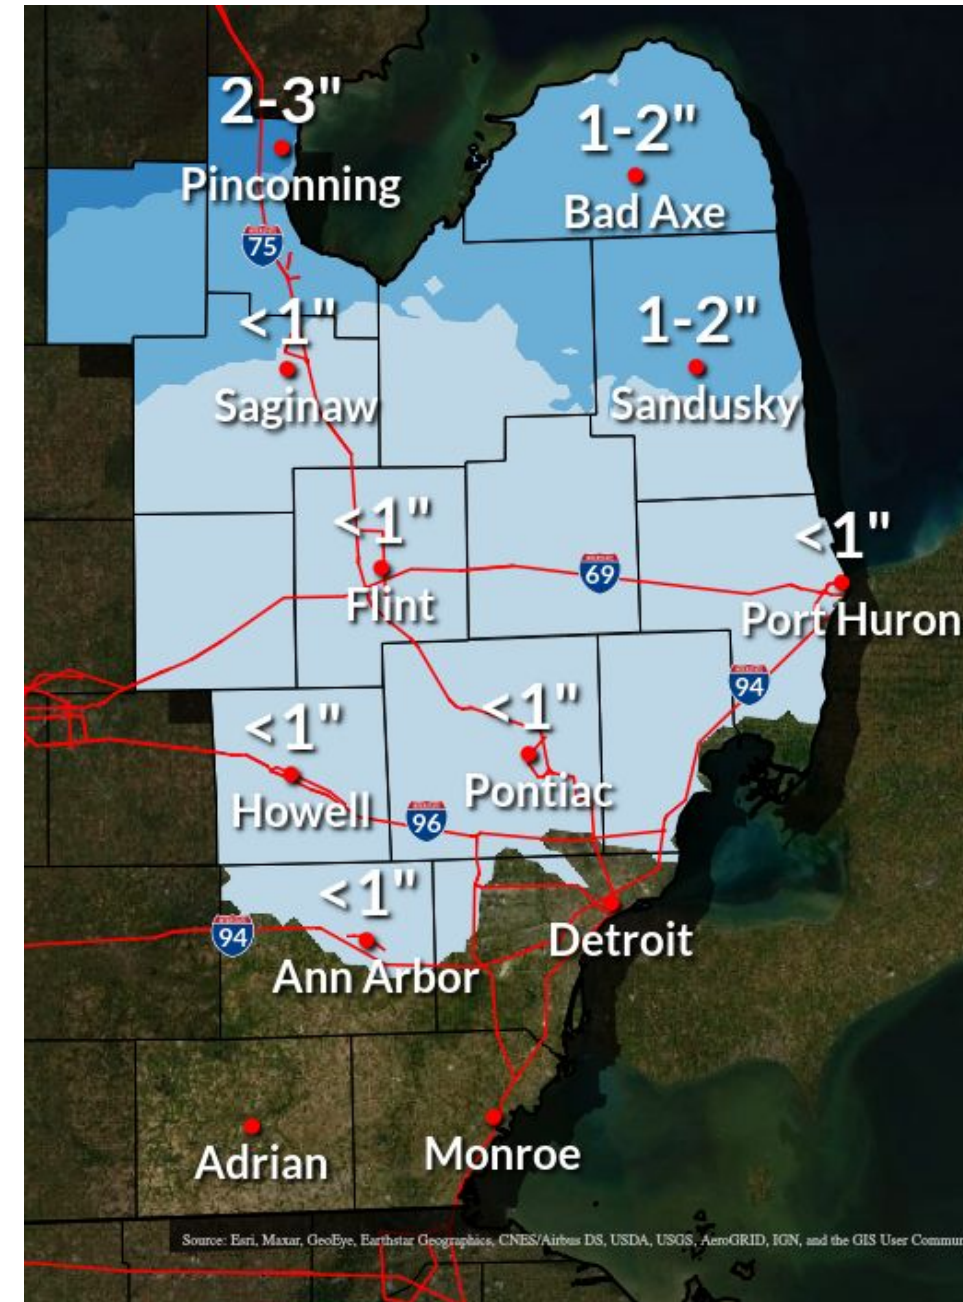 2-3"
Pinconning
1-2"
Bad Axe
75
<1"
Saginaw
1-2"
Sandusky
<1"
Flint
69
<1"
Port Huron
94
<1"
Howell
<1"
Pontiac
96
<1"
Ann Arbor
94
Detroit
Adrian
Monroe
Source: Esri, Maxar, GeoEye, Earthstar Geographics, CNES/Airbus DS, USDA, USGS, AeroGRID, IGN, and the GIS User Commun